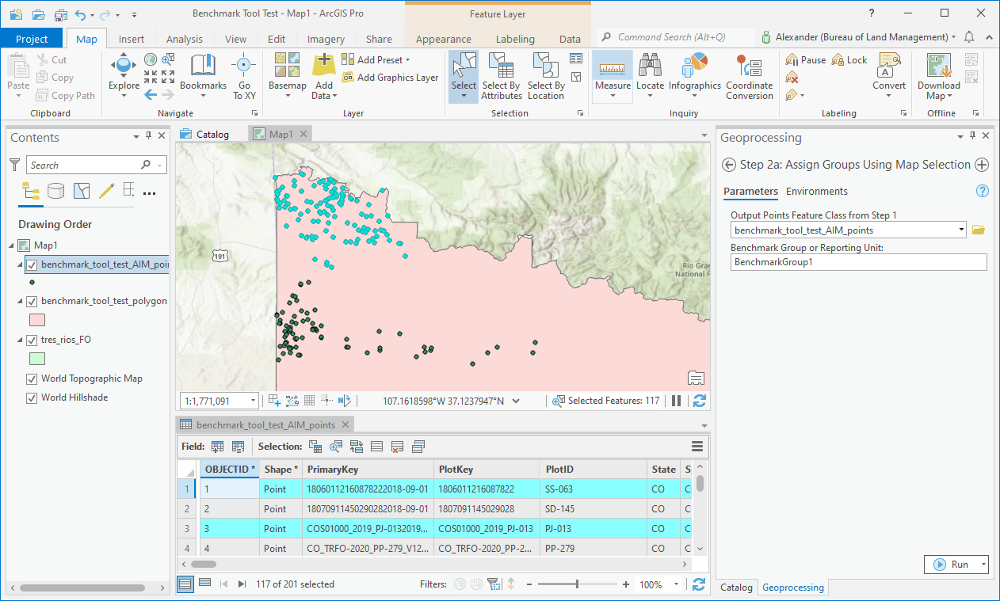 Benchmark Tool Test - Map1 - ArcGIS Pro
Feature Layer
?
Project Map Insert Analysis View Edit Imagery Share Appearance Labeling Data
Command Search (Alt+Q)
Alexander (Bureau of Land Management)
Paste
Cut
Copy
Copy Path
Clipboard
Explore
Bookmarks
Go
To XY
Navigate
Basemap
Add
Data
Add Preset
Add Graphics Layer
Layer
Select
Select By
Attributes
Select By
Location
Selection
Measure
Locate
Infographics
Coordinate
Conversion
Inquiry
Pause
Lock
A
Convert
Labeling
Download
Map
Offline
Contents
Search
Drawing Order
Map1
benchmark_tool_test_AIM_poi
benchmark_tool_test_polygon
tres_rios_FO
World Topographic Map
World Hillshade
Catalog
Map1
191
Rio Gran
National F
1:1,771,091
N
107.1618598°W 37.1237947°N
Selected Features: 117
benchmark_tool_test_AIM_points
Field:
Selection:
OBJECTID * Shape * PrimaryKey PlotKey PlotID State S
1 1 Point 18060112160878222018-09-01 1806011216087822 SS-063 CO C
2 2 Point 18070911450290282018-09-01 1807091145029028 SD-145 CO C
3 3 Point COS01000_2019_PJ-0132019... COS01000_2019_PJ-013 PJ-013 CO C
4 4 Point CO_TRFO-2020_PP-279_V12... CO_TRFO-2020_PP-2... PP-279 CO C
117 of 201 selected
Filters:
100%
Geoprocessing
Step 2a: Assign Groups Using Map Selection
Parameters Environments
?
Output Points Feature Class from Step 1
benchmark_tool_test_AIM_points
Benchmark Group or Reporting Unit:
BenchmarkGroup1
Run
Catalog Geoprocessing